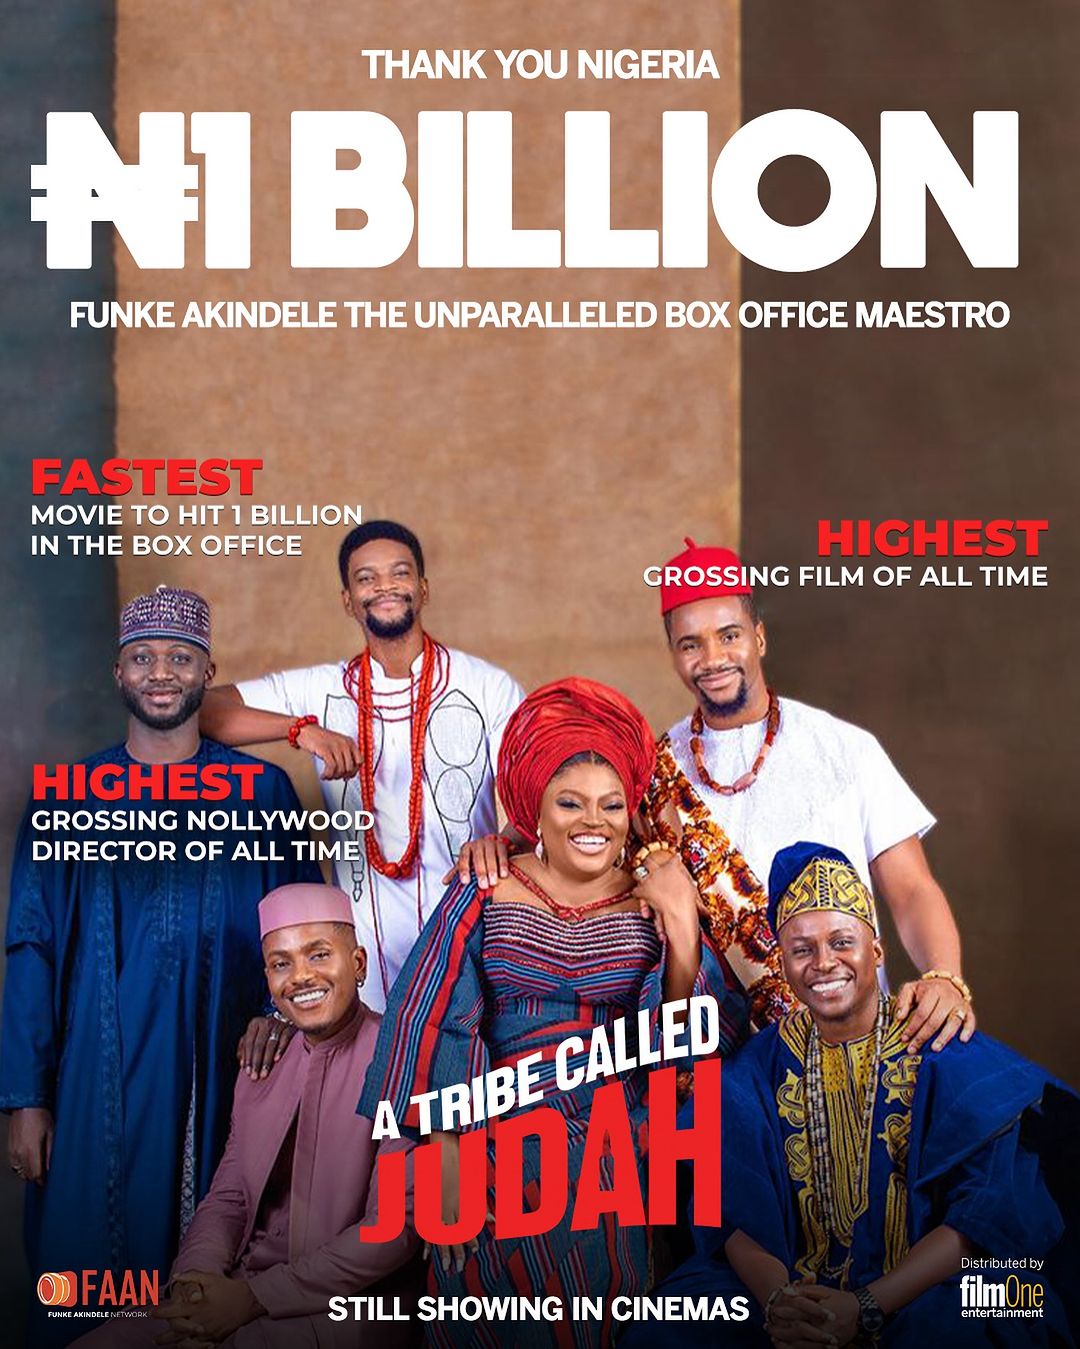 THANK YOU NIGERIA
₦1 BILLION
FUNKE AKINDELE THE UNPARALLELED BOX OFFICE MAESTRO
FASTEST
MOVIE TO HIT 1 BILLION
IN THE BOX OFFICE
HIGHEST
GROSSING FILM OF ALL TIME
HIGHEST
GROSSING NOLLYWOOD
DIRECTOR OF ALL TIME
A TRIBE CALLED
JUDAH
FAAN
FUNKE AKINDELE NETWORK
STILL SHOWING IN CINEMAS
Distributed by
filmOne
entertainment